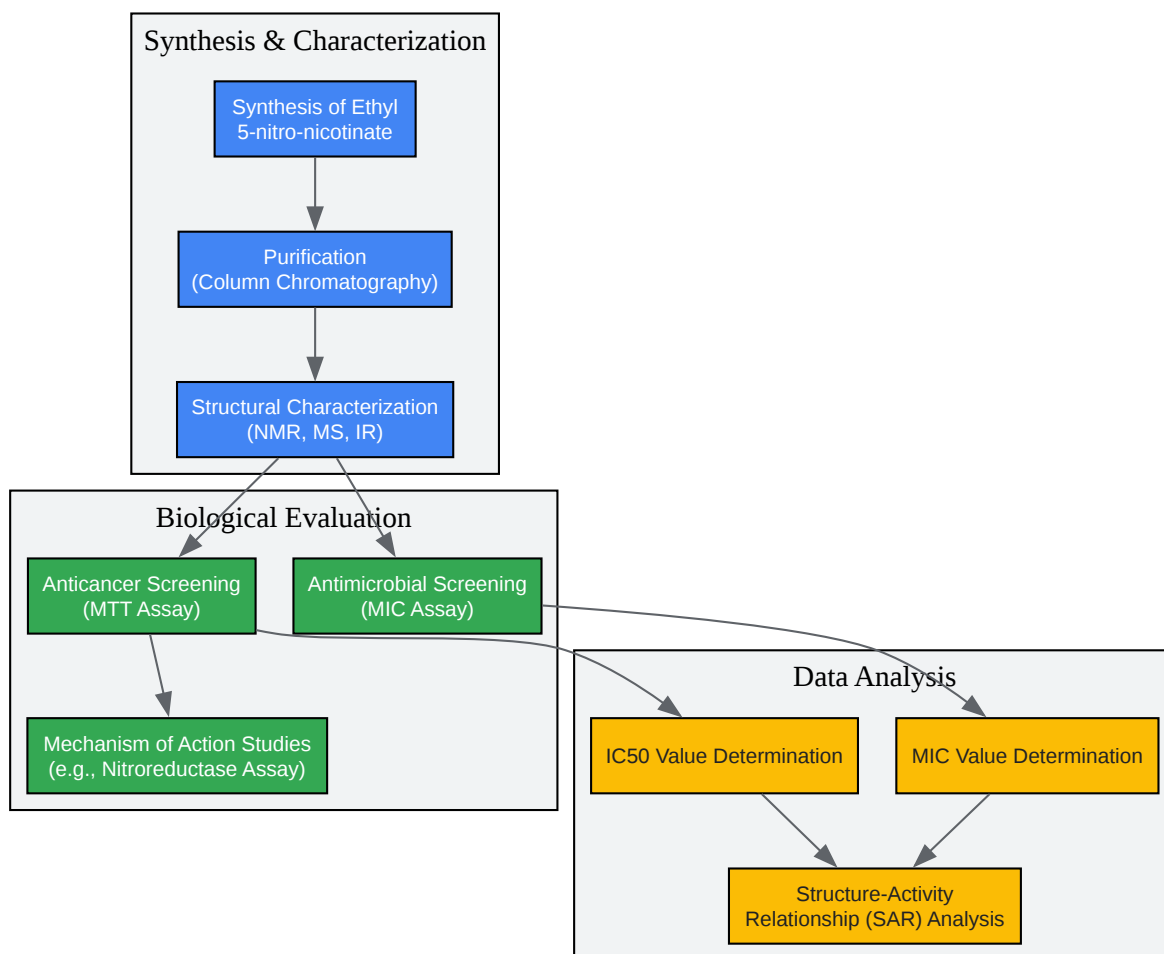 Synthesis & Characterization
Synthesis of Ethyl
5-nitro-nicotinate
Purification
(Column Chromatography)
Structural Characterization
(NMR, MS, IR)
Biological Evaluation
Anticancer Screening
(MTT Assay)
Antimicrobial Screening
(MIC Assay)
Mechanism of Action Studies
(e.g., Nitroreductase Assay)
Data Analysis
IC50 Value Determination
MIC Value Determination
Structure-Activity
Relationship (SAR) Analysis